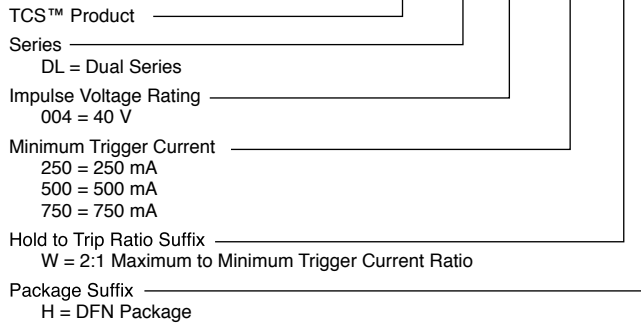 TCS™ Product
Series
DL = Dual Series
Impulse Voltage Rating
004 = 40 V
Minimum Trigger Current
250 = 250 mA
500 = 500 mA
750 = 750 mA
Hold to Trip Ratio Suffix
W = 2:1 Maximum to Minimum Trigger Current Ratio
Package Suffix
H = DFN Package